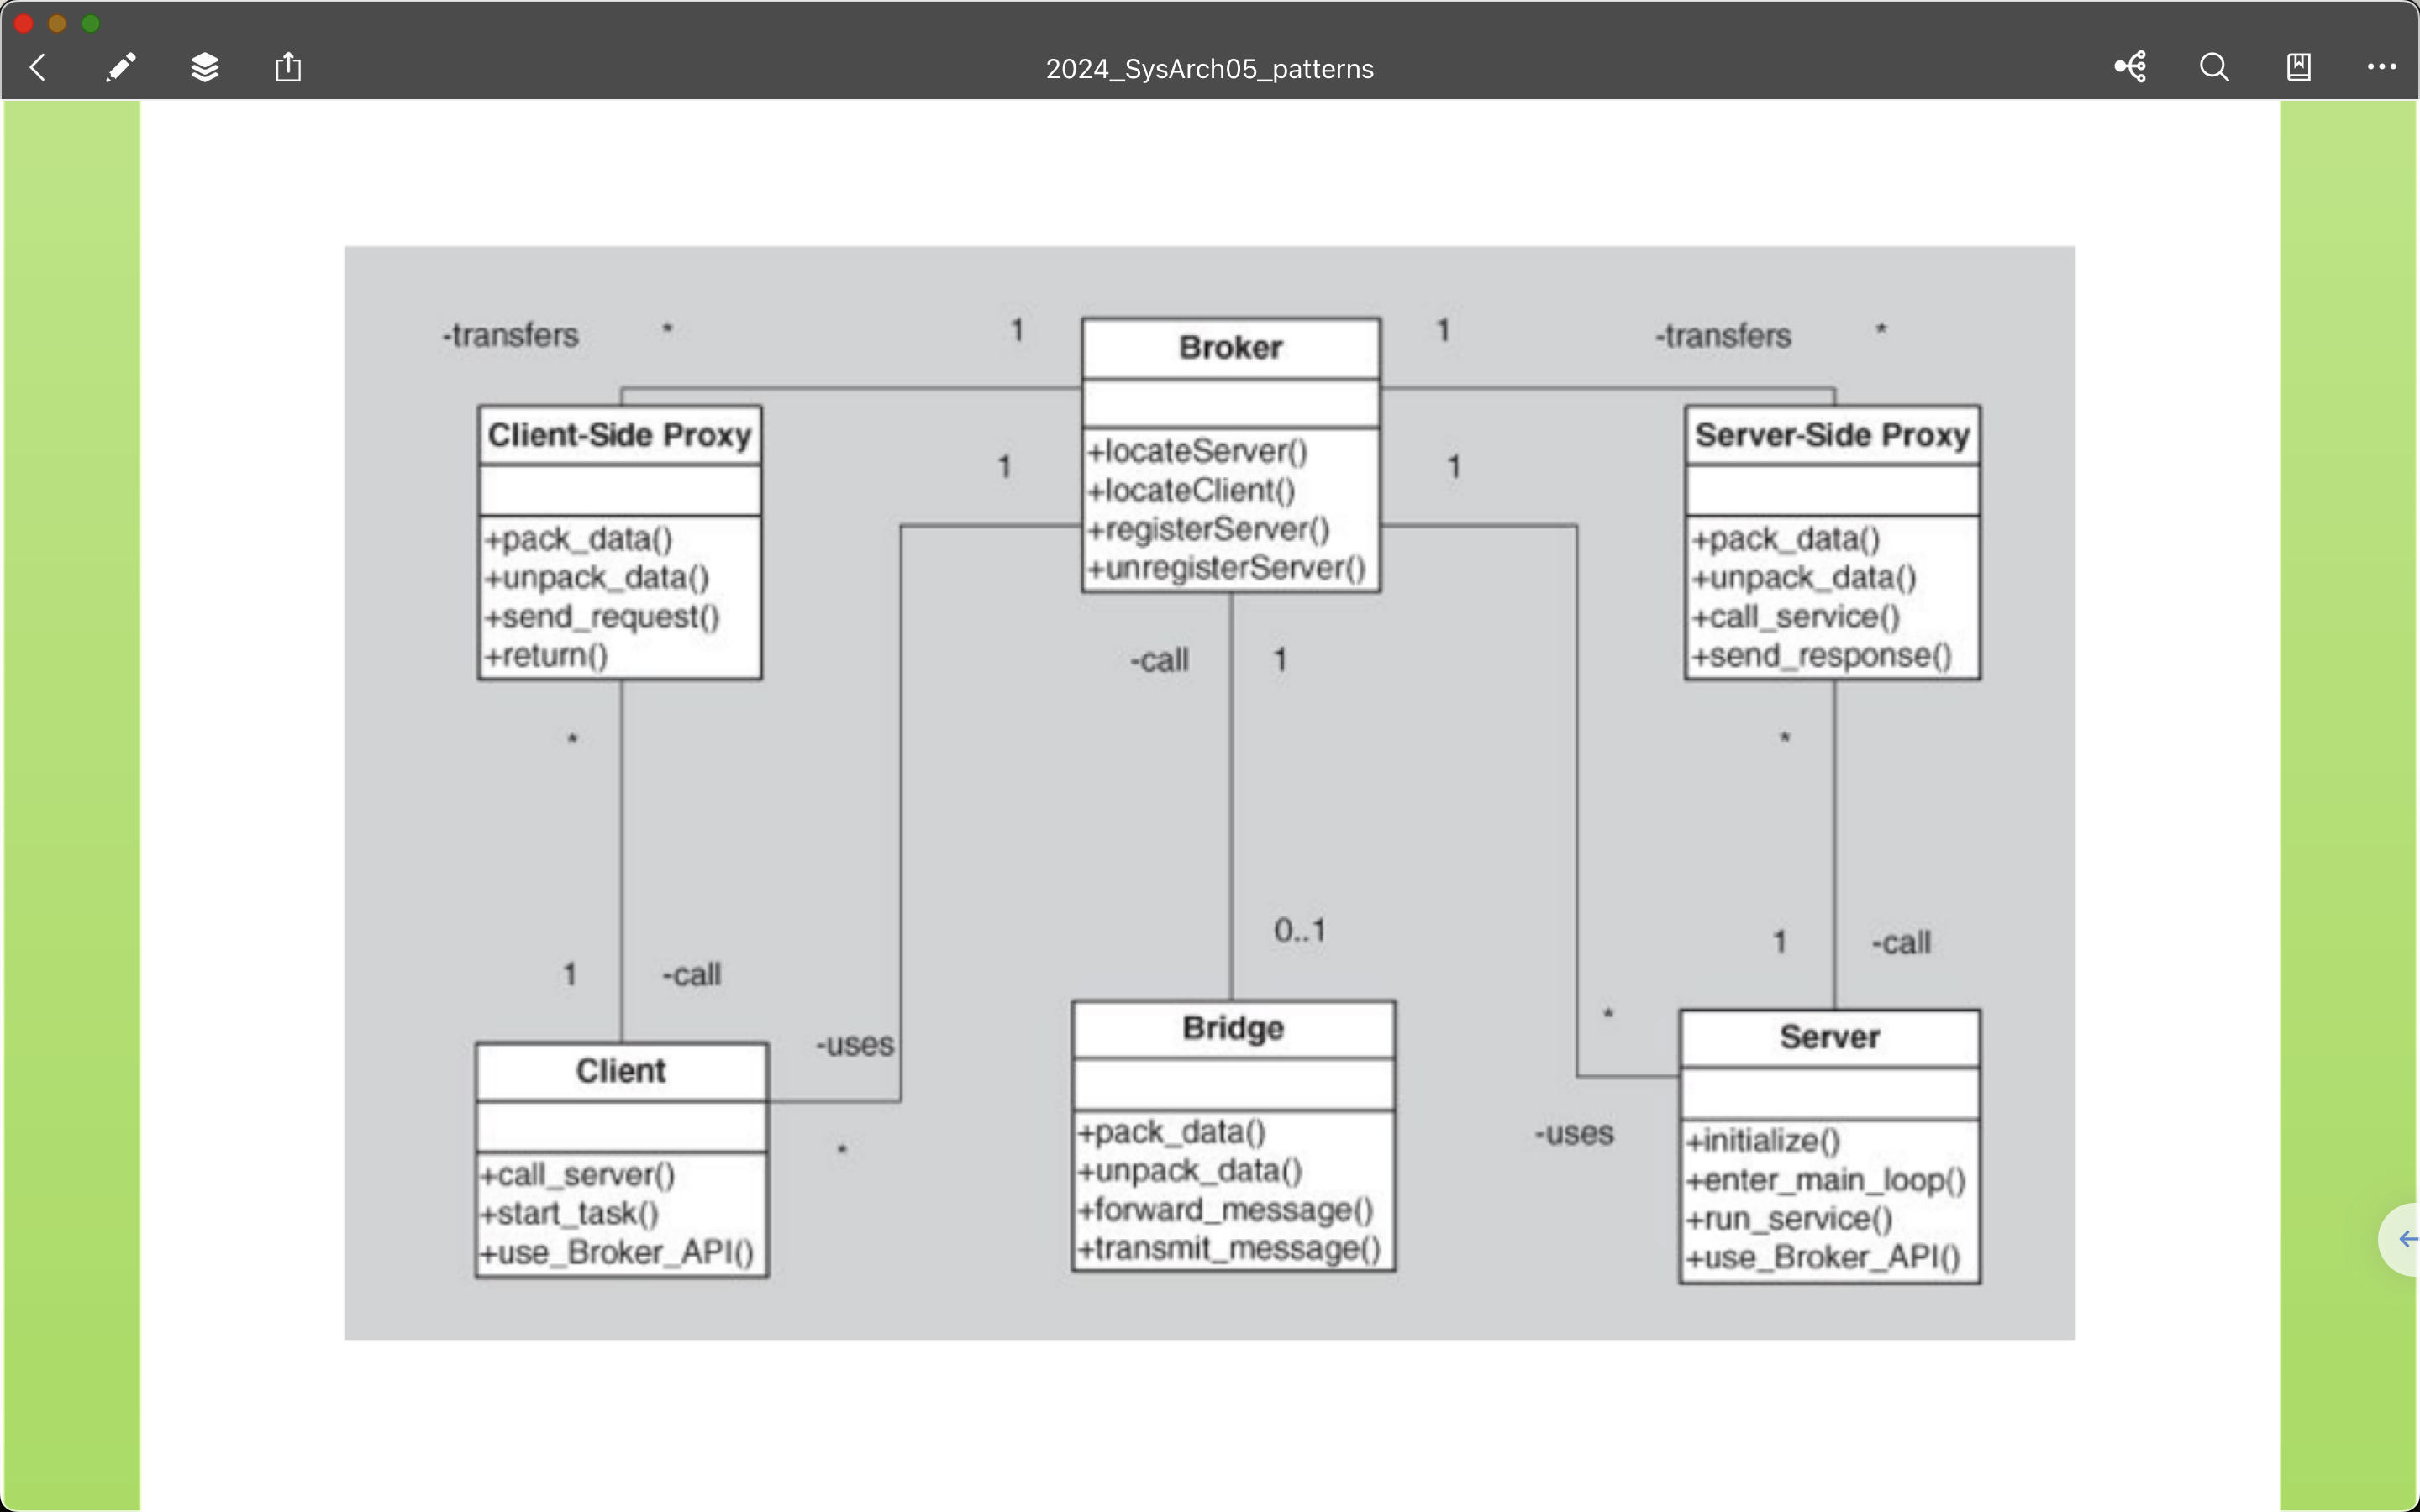 2024_SysArch05_patterns
-transfers * 1
Broker
+locateServer()
+locateClient()
+registerServer()
+unregisterServer()
1 -transfers *
Client-Side Proxy
+pack_data()
+unpack_data()
+send_request()
+return()
1
1
Server-Side Proxy
+pack_data()
+unpack_data()
+call_service()
+send_response()
-call 1
*
*
0..1
1 -call
1 -call
-uses
*
Client
+call_server()
+start_task()
+use_Broker_API()
Bridge
+pack_data()
+unpack_data()
+forward_message()
+transmit_message()
*
-uses
Server
+initialize()
+enter_main_loop()
+run_service()
+use_Broker_API()